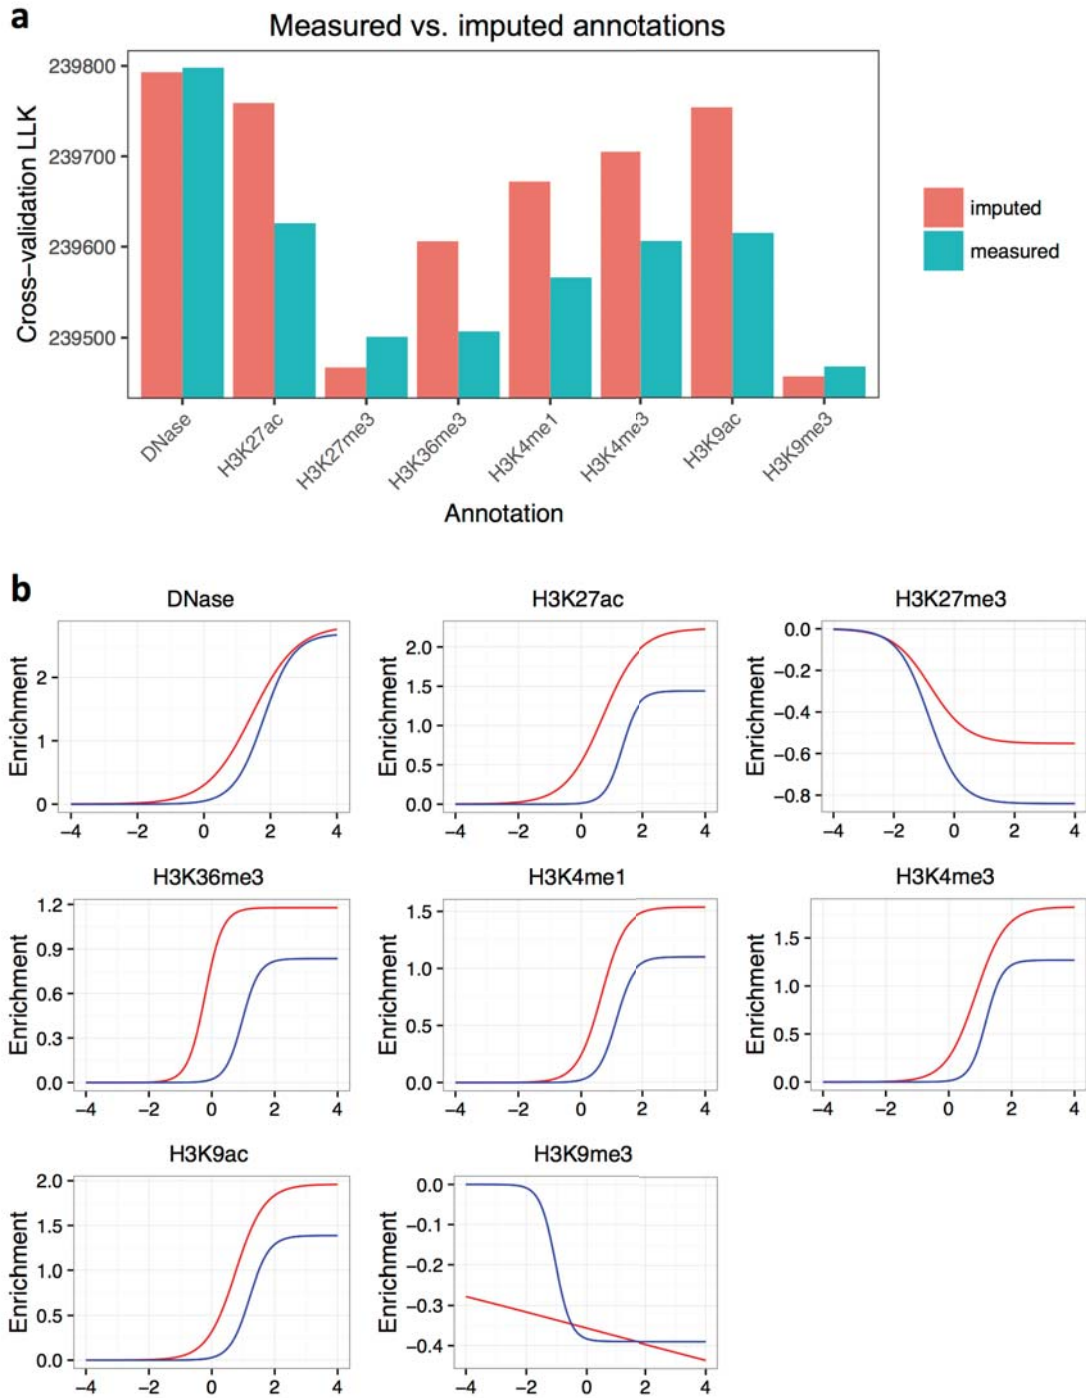 a
Measured vs. imputed annotations
Cross-validation LLK
239800
239700
239600
239500
DNase
H3K27ac
H3K27me3
H3K36me3
H3K4me1
H3K4me3
H3K9ac
H3K9me3
Annotation
imputed
measured
b
DNase
Enrichment
2
1
0
-4 -2 0 2 4
H3K27ac
Enrichment
2.0
1.5
1.0
0.5
0.0
-4 -2 0 2 4
H3K27me3
Enrichment
0.0
-0.2
-0.4
-0.6
-0.8
-4 -2 0 2 4
H3K36me3
Enrichment
1.2
0.9
0.6
0.3
0.0
-4 -2 0 2 4
H3K4me1
Enrichment
1.5
1.0
0.5
0.0
-4 -2 0 2 4
H3K4me3
Enrichment
1.5
1.0
0.5
0.0
-4 -2 0 2 4
H3K9ac
Enrichment
2.0
1.5
1.0
0.5
0.0
-4 -2 0 2 4
H3K9me3
Enrichment
0.0
-0.1
-0.2
-0.3
-0.4
-4 -2 0 2 4